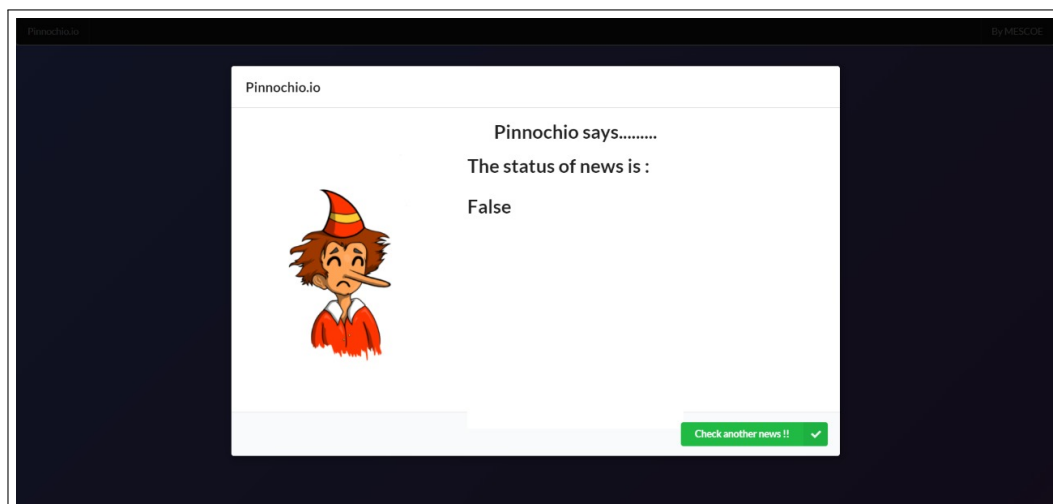 Pinnochio.io
By MESCOE
Pinnochio.io
Pinnochio says.........
The status of news is :
False
Check another news !!